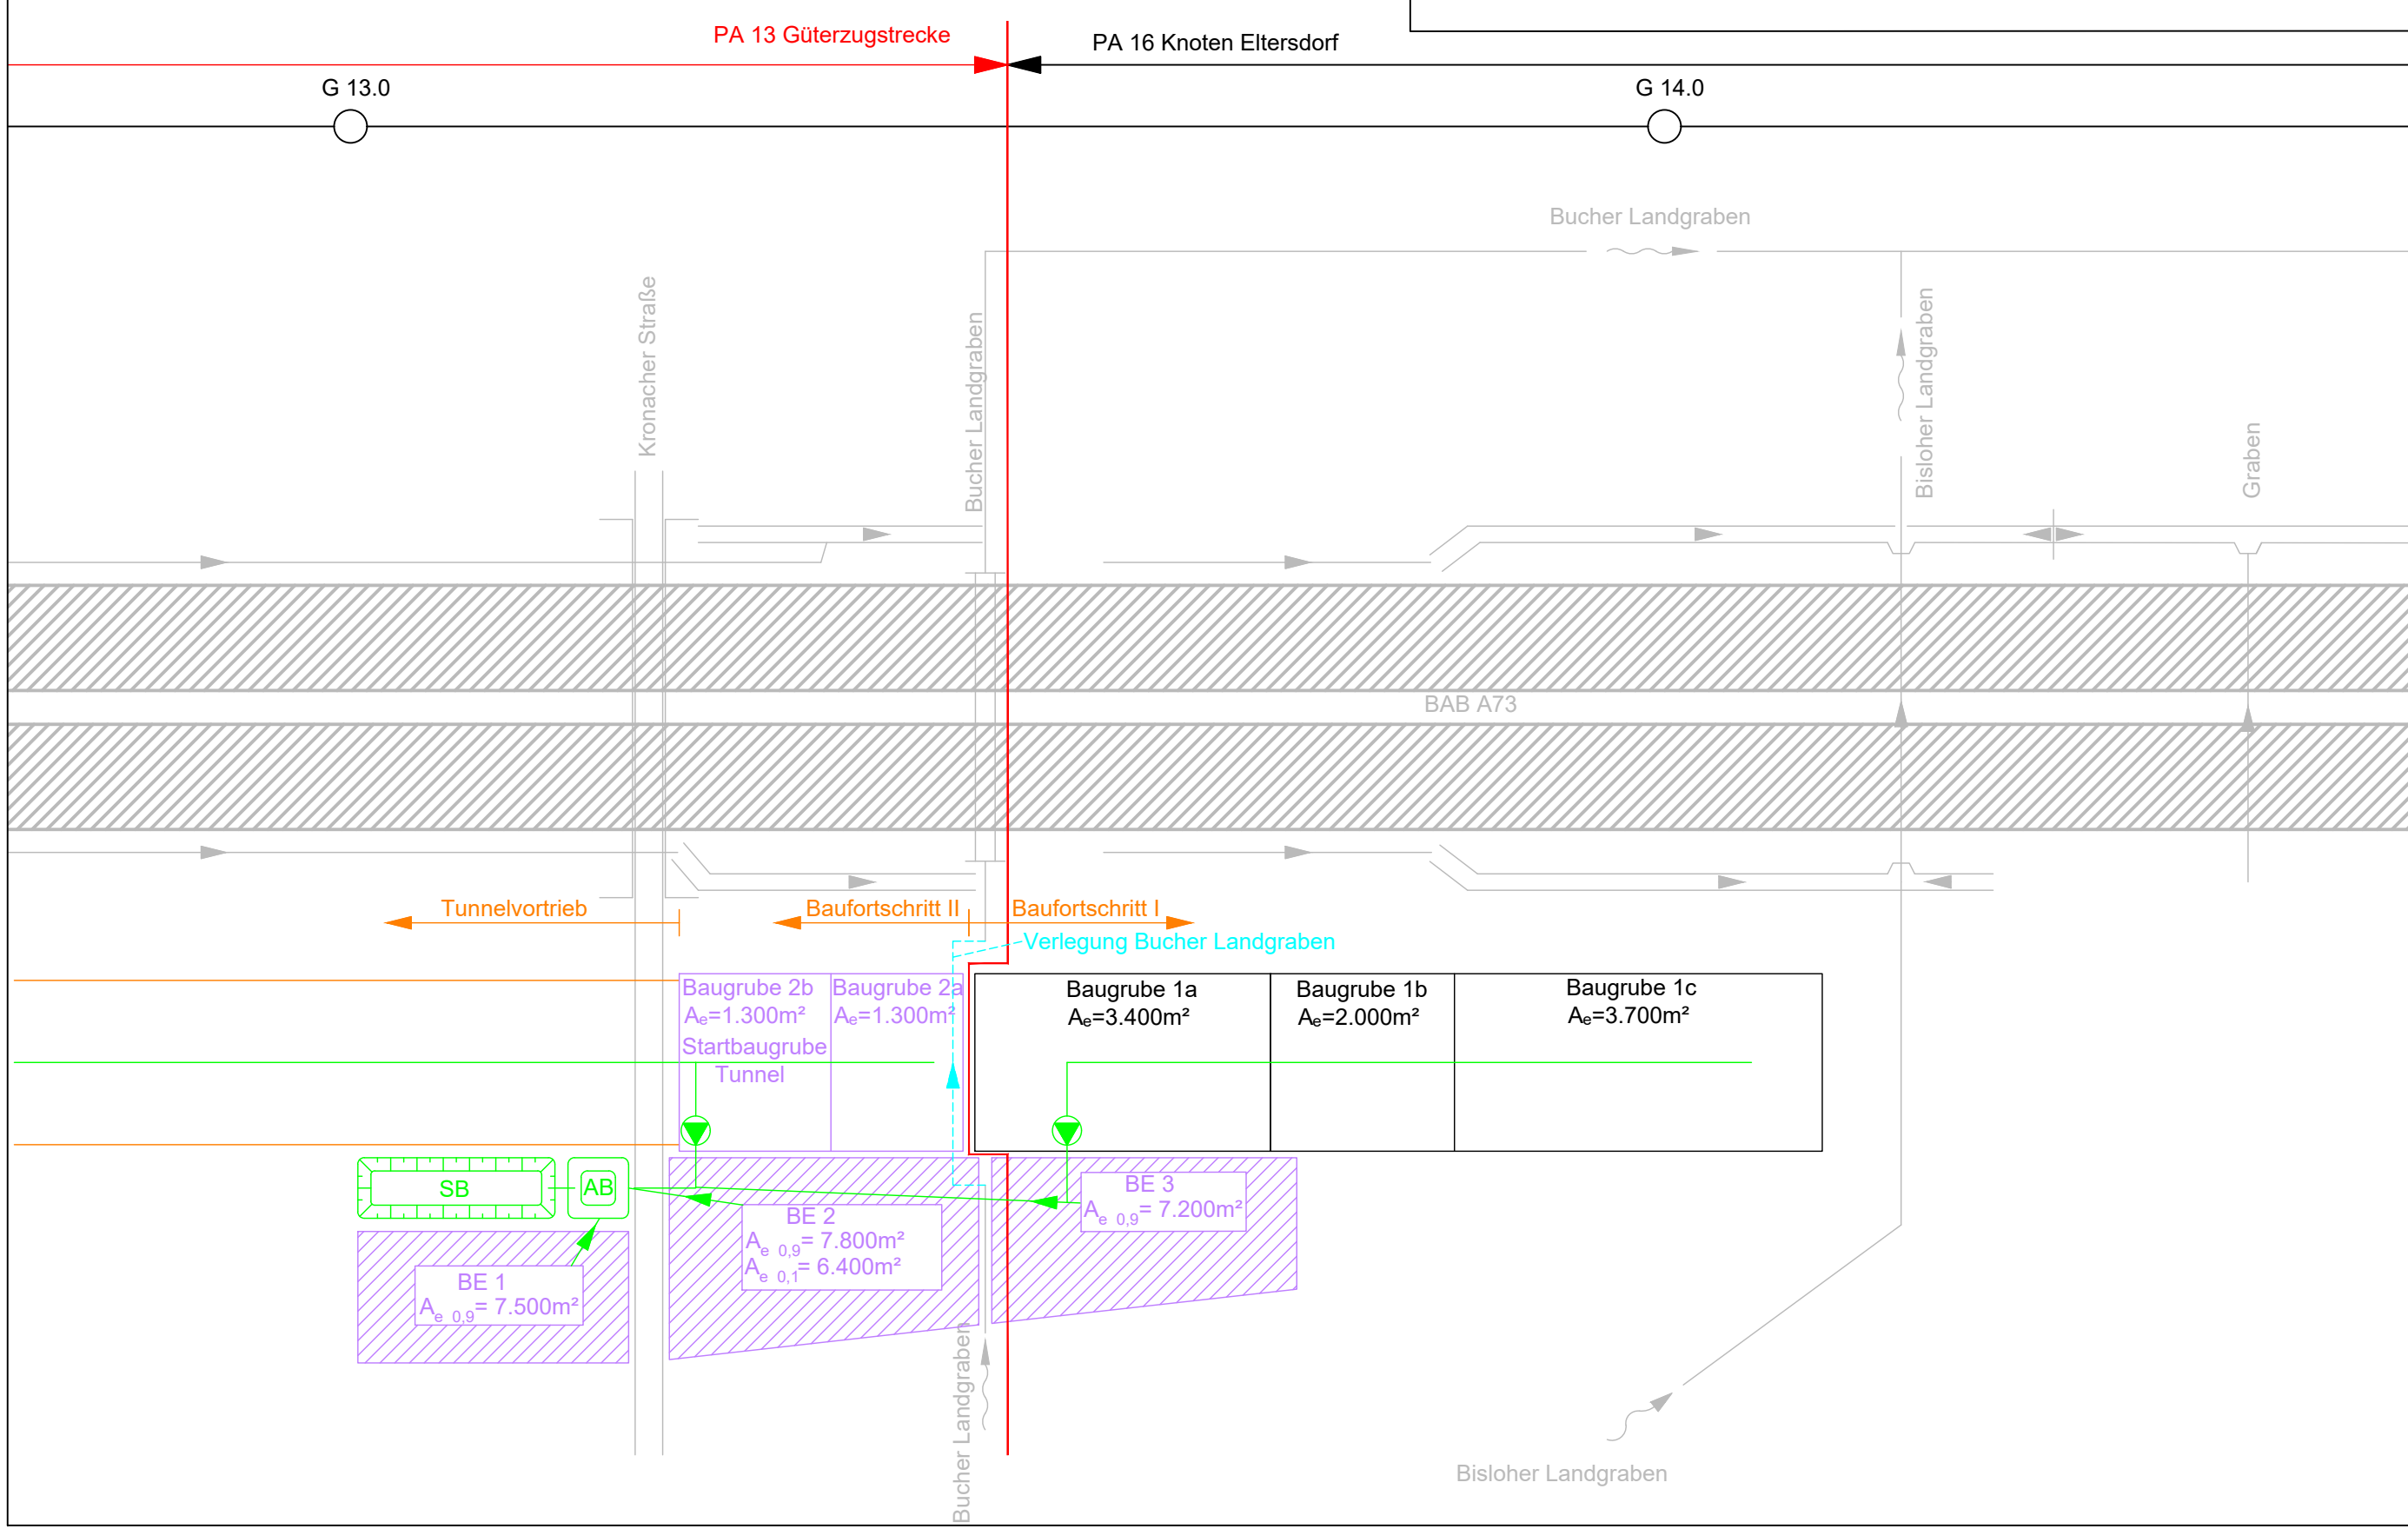 PA 13 Güterzugstrecke
PA 16 Knoten Eltersdorf
G 13.0
G 14.0
Bucher Landgraben
Kronacher Straße
Bucher Landgraben
Bisloher Landgraben
Graben
BAB A73
Tunnelvortrieb
Baufortschritt II
Baufortschritt I
Verlegung Bucher Landgraben
Baugrube 2b
Aₑ=1.300m²
Startbaugrube
Tunnel
Baugrube 2a
Aₑ=1.300m²
Baugrube 1a
Aₑ=3.400m²
Baugrube 1b
Aₑ=2.000m²
Baugrube 1c
Aₑ=3.700m²
SB
AB
BE 3
Ae 0,9= 7.200m²
BE 2
Ae 0,9= 7.800m²
Ae 0,1= 6.400m²
BE 1
Ae 0,9= 7.500m²
Bucher Landgraben
Bisloher Landgraben